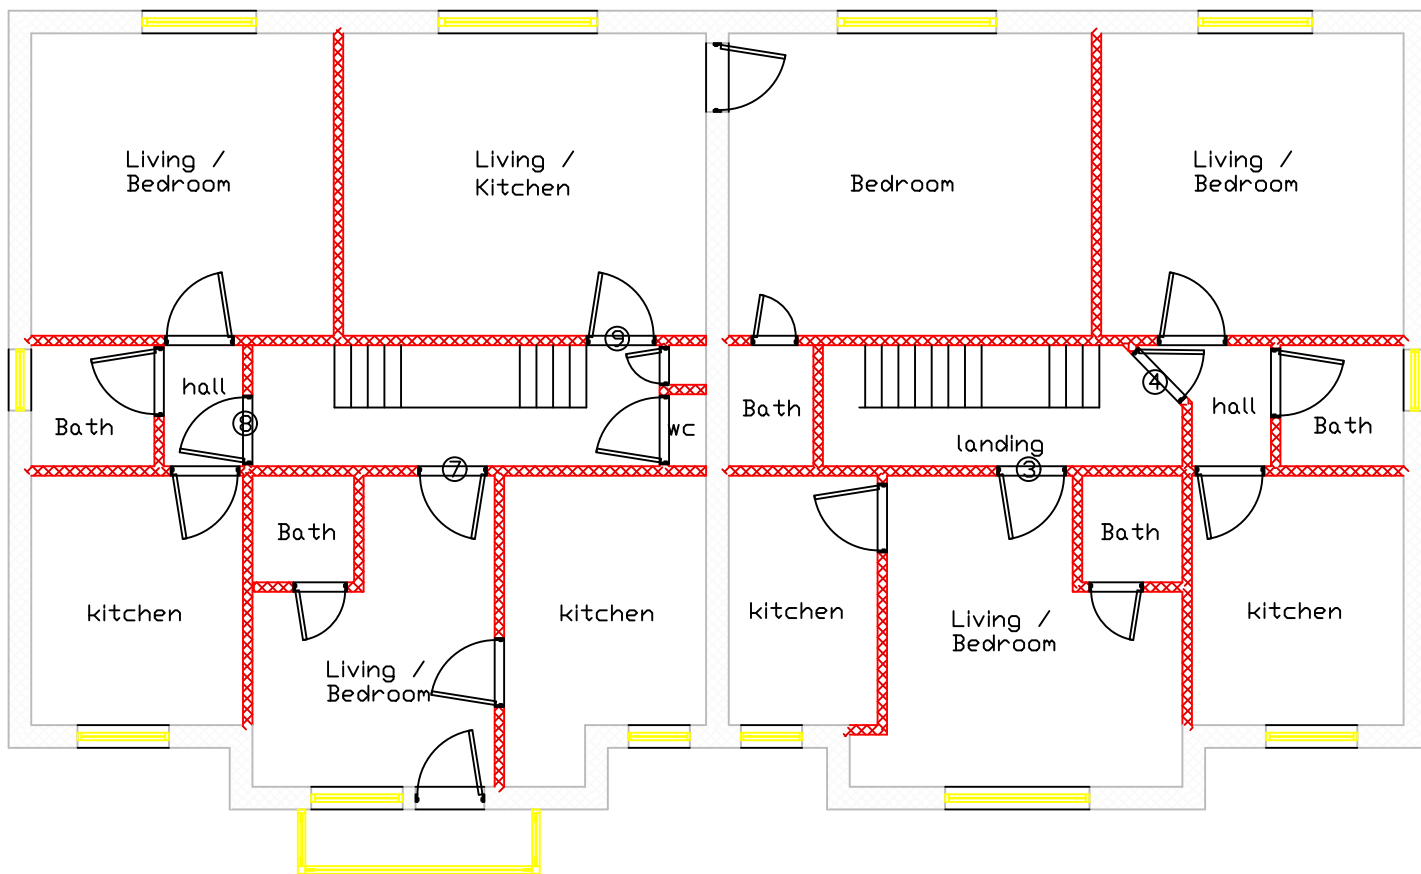 Living /
Bedroom
Living /
Kitchen
Bedroom
Living /
Bedroom
9
hall
Bath
8
wc
7
Bath
landing
3
4
hall
Bath
Bath
kitchen
Living /
Bedroom
kitchen
kitchen
Living /
Bedroom
Bath
kitchen